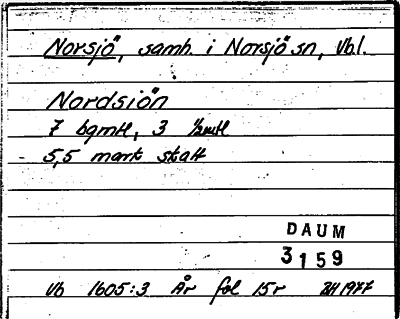 Norsjö, samh. i Norsjö sn, Vbl.
Nordsiön
7 bgmtl, 3 ½mtl
5,5 mark skatt
DAUM
3159
Vb 1605:3 År fol 15r 1977